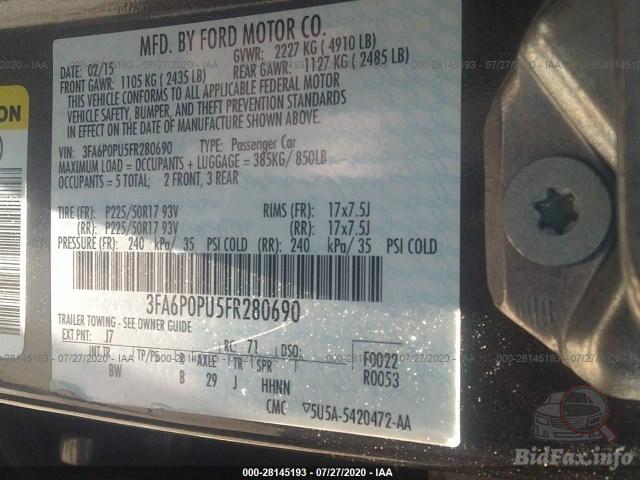 MFD. BY FORD MOTOR CO.
DATE: 02/15 GVWR: 2227 KG ( 4910 LB)
FRONT GAWR: 1105 KG ( 2435 LB) REAR GAWR: 1127 KG ( 2485 LB)
THIS VEHICLE CONFORMS TO ALL APPLICABLE FEDERAL MOTOR
VEHICLE SAFETY, BUMPER, AND THEFT PREVENTION STANDARDS
IN EFFECT ON THE DATE OF MANUFACTURE SHOWN ABOVE.
VIN: 3FA6P0PU5FR280690 TYPE: Passenger Car
MAXIMUM LOAD = OCCUPANTS + LUGGAGE = 385KG/ 850LB
OCCUPANTS = 5 TOTAL; 2 FRONT, 3 REAR
TIRE (FR): P225/50R17 93V RIMS (FR): 17x7.5J
(RR): P225/50R17 93V (RR): 17x7.5J
PRESSURE (FR): 240 kPa/ 35 PSI COLD (RR): 240 kPa/ 35 PSI COLD
3FA6P0PU5FR280690
TRAILER TOWING - SEE OWNER GUIDE
EXT PNT: J7 RC: 71 DSO: F0022
INT TR TP/PS R AXLE TR SPR R0053
BW B 29 J HHNN
CMC ▽5U5A-5420472-AA
000-28145193 - 07/27/2020 - IAA
BidFax.info